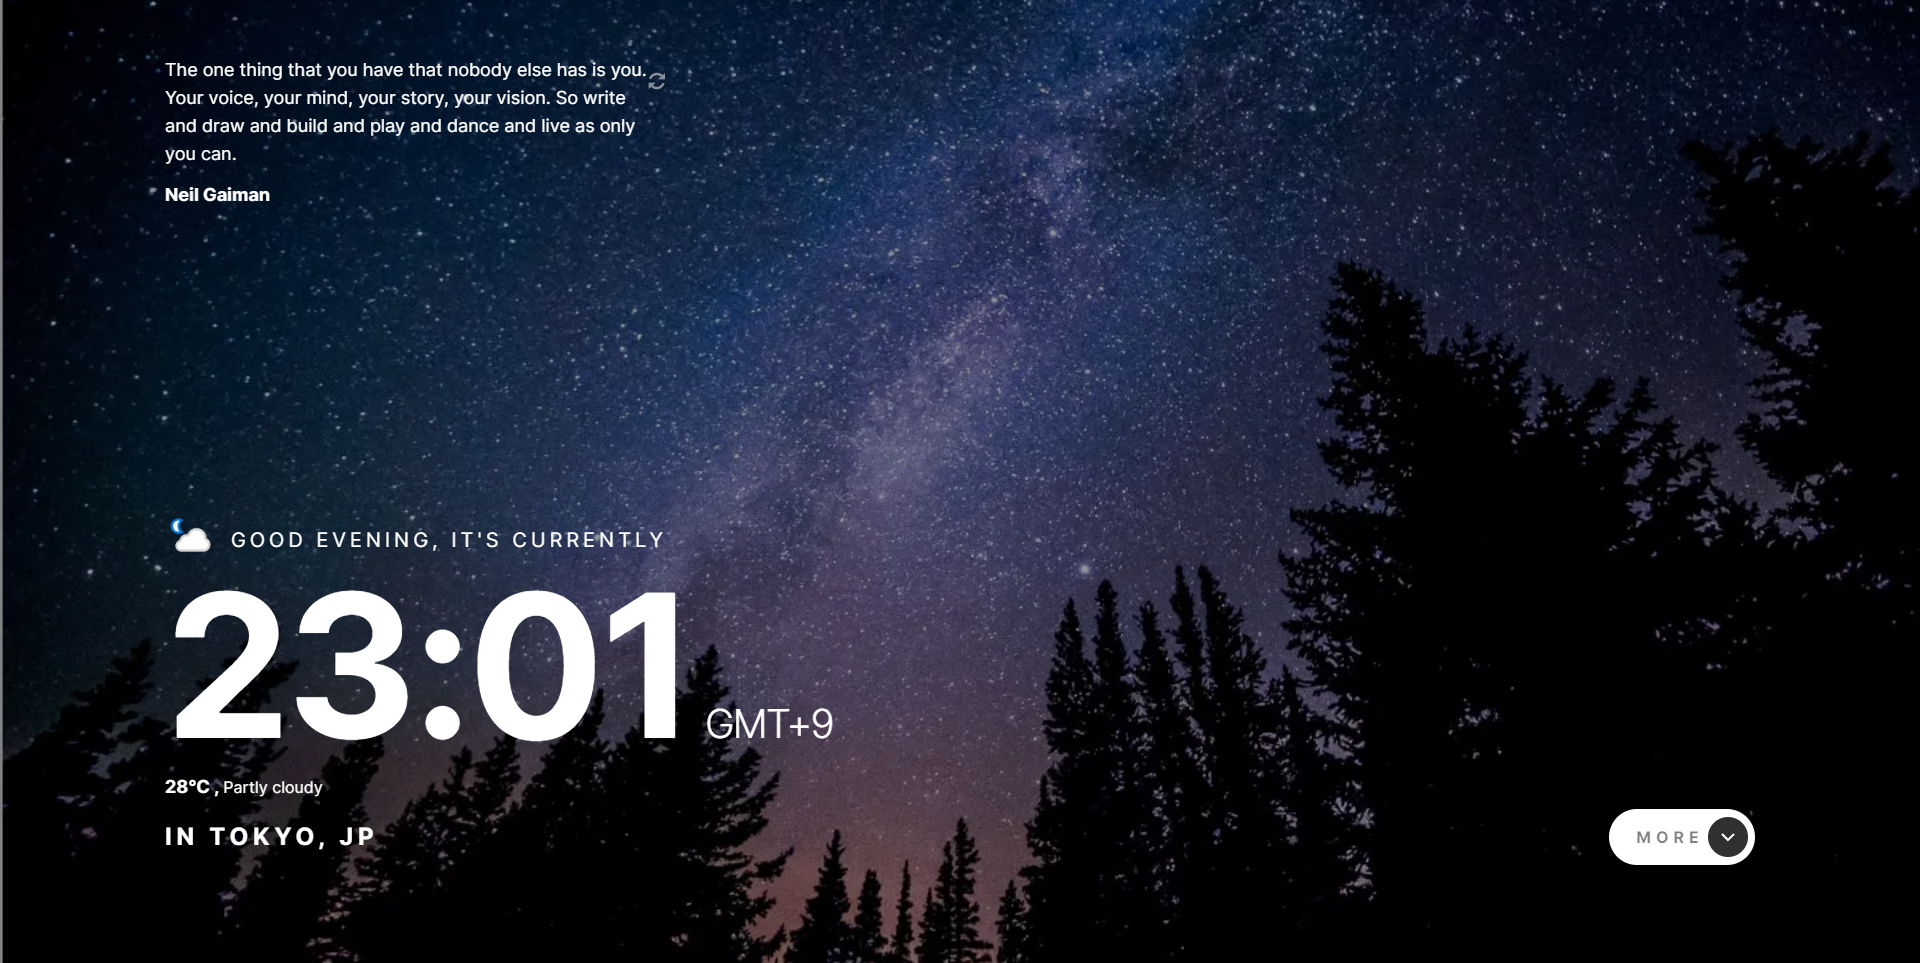 The one thing that you have that nobody else has is you.
Your voice, your mind, your story, your vision. So write
and draw and build and play and dance and live as only
you can.
Neil Gaiman
GOOD EVENING, IT'S CURRENTLY
23:01 GMT+9
28°C , Partly cloudy
IN TOKYO, JP
MORE